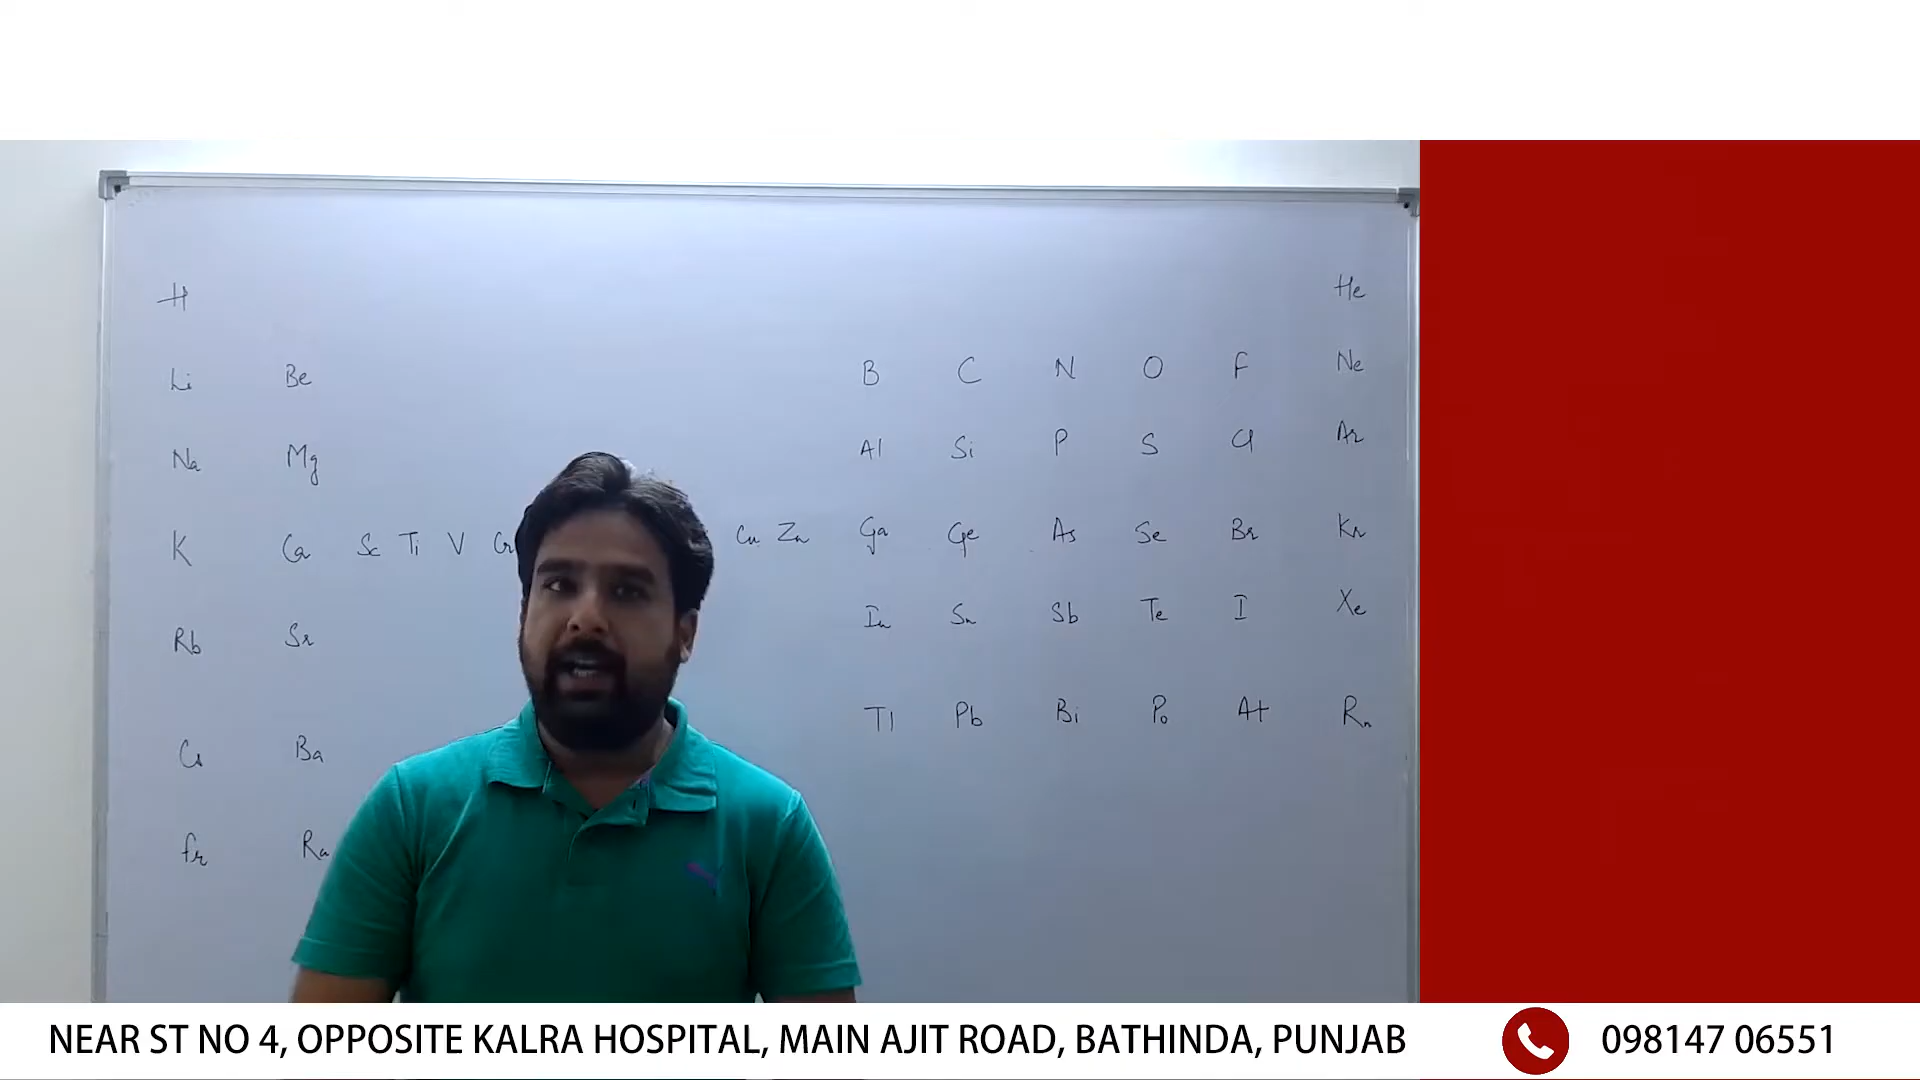 H He
Li Be B C N O F Ne
Na Mg Al Si P S Cl Ar
K Ca Sc Ti V Cr Cu Zn Ga Ge As Se Br Kr
Rb Sr In Sn Sb Te I Xe
Cs Ba Tl Pb Bi Po At Rn
Fr Ra
NEAR ST NO 4, OPPOSITE KALRA HOSPITAL, MAIN AJIT ROAD, BATHINDA, PUNJAB 098147 06551